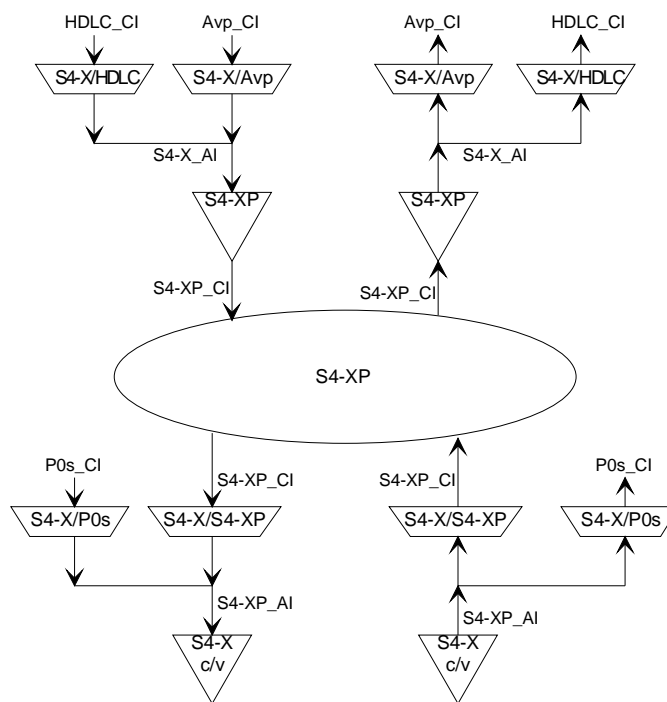 HDLC_CI Avp_CI Avp_CI HDLC_CI
S4-X/HDLC S4-X/Avp S4-X/Avp S4-X/HDLC
S4-X_AI S4-X_AI
S4-XP S4-XP
S4-XP_CI S4-XP_CI
S4-XP
P0s_CI S4-XP_CI S4-XP_CI P0s_CI
S4-X/P0s S4-X/S4-XP S4-X/S4-XP S4-X/P0s
S4-XP_AI S4-XP_AI
S4-X S4-X
c/v c/v